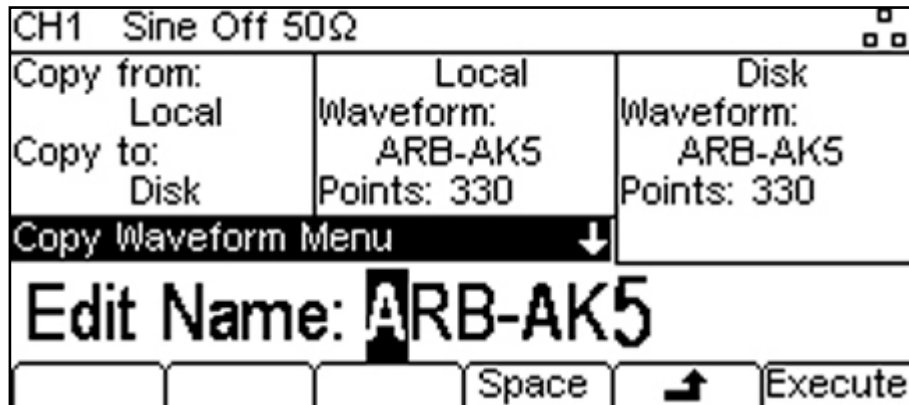 CH1 Sine Off 50Ω
Copy from:
Local
Copy to:
Disk
Local
Waveform:
ARB-AK5
Points: 330
Disk
Waveform:
ARB-AK5
Points: 330
Copy Waveform Menu
Edit Name: ARB-AK5
Space
Execute